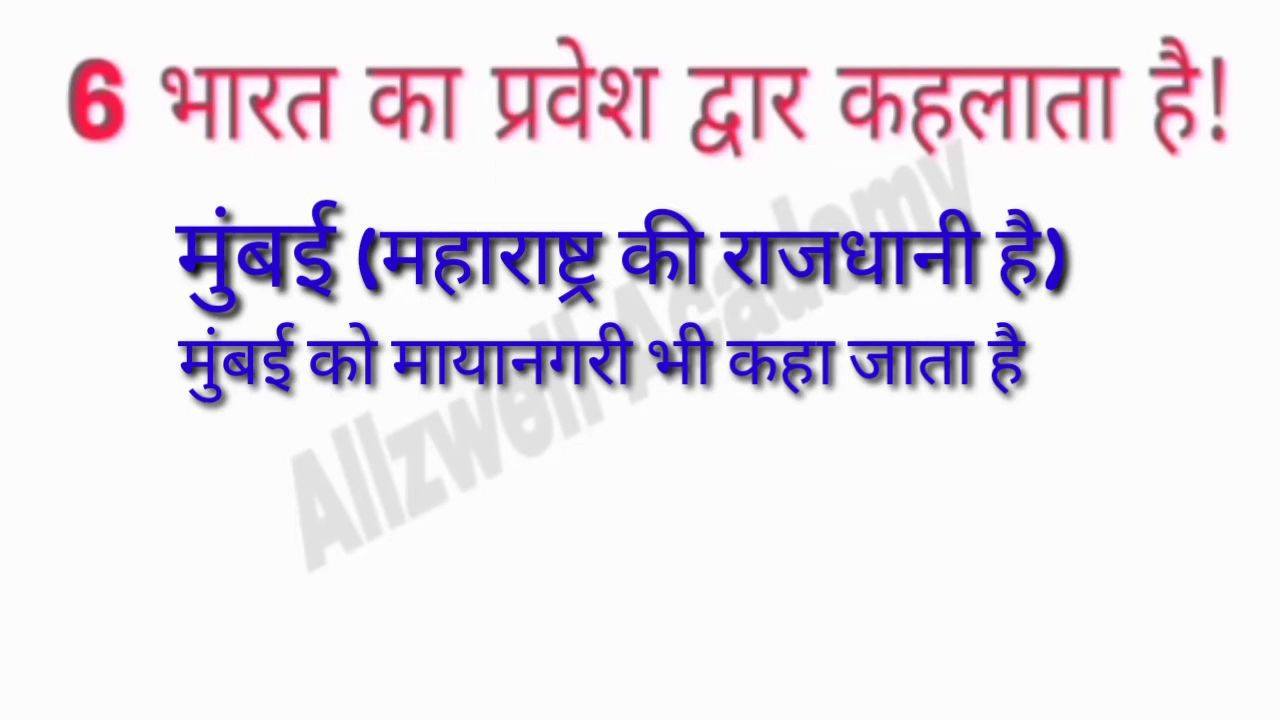 6 भारत का प्रवेश द्वार कहलाता है!
मुंबई (महाराष्ट्र की राजधानी है)
मुंबई को मायानगरी भी कहा जाता है
Allzwell Academy